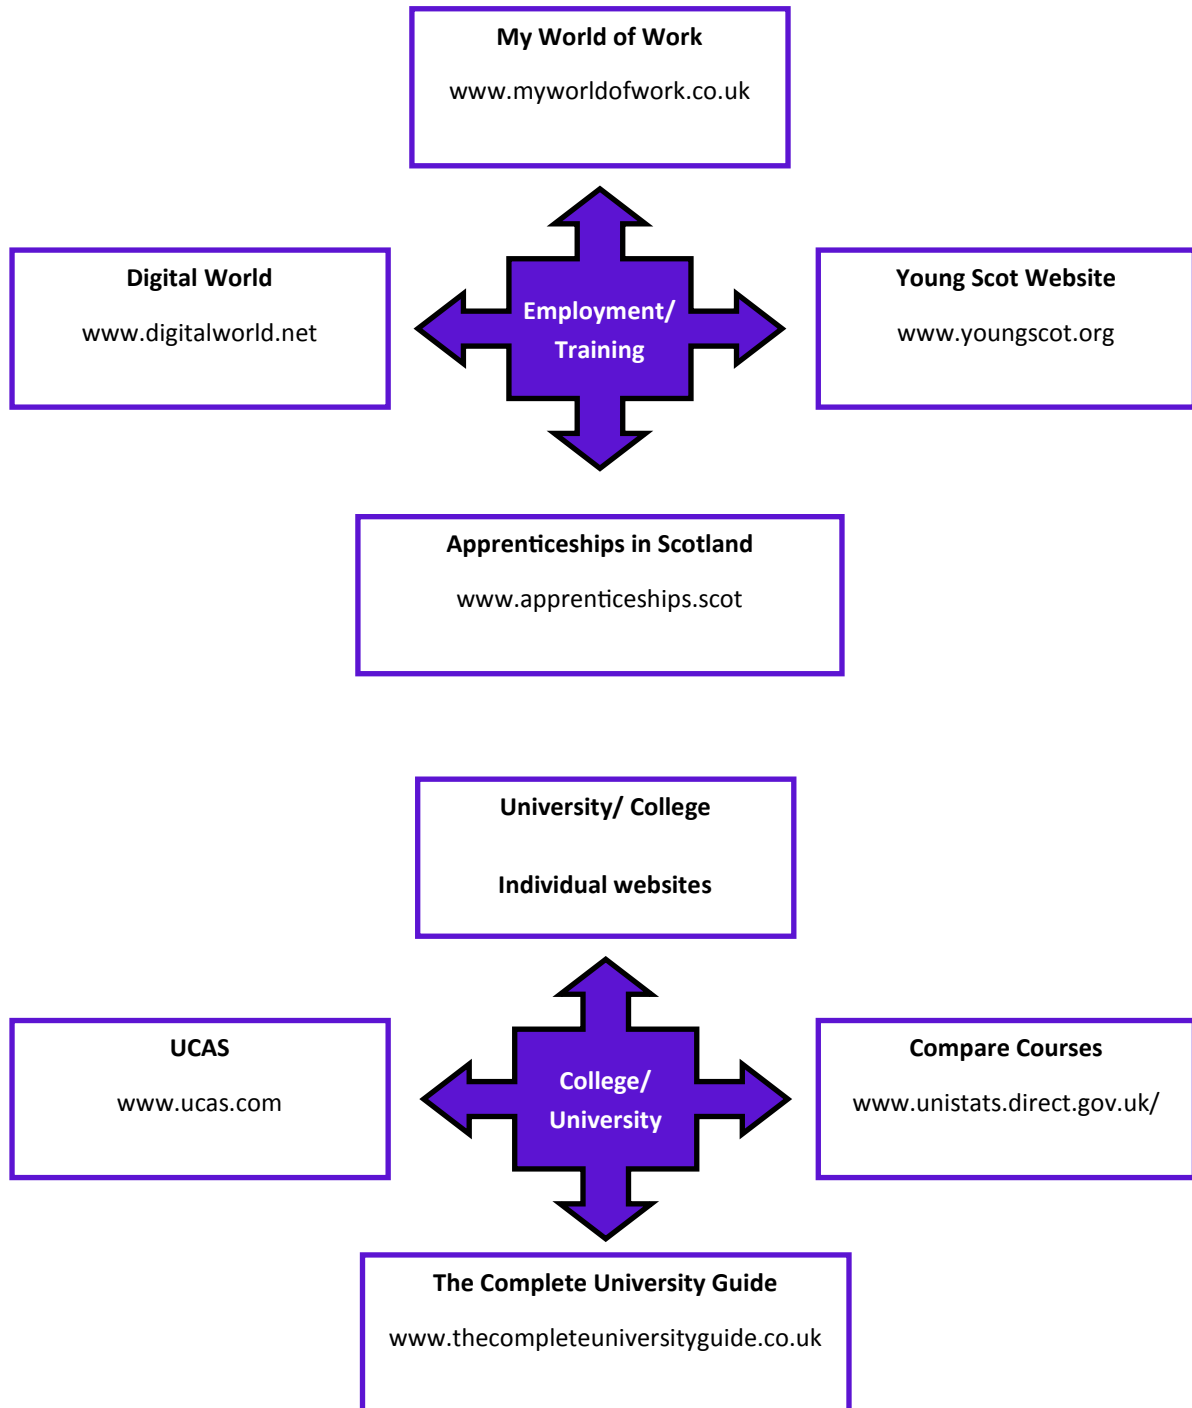 My World of Work
www.myworldofwork.co.uk
Digital World
www.digitalworld.net
Employment/
Training
Young Scot Website
www.youngscot.org
Apprenticeships in Scotland
www.apprenticeships.scot
University/ College
Individual websites
UCAS
www.ucas.com
College/
University
Compare Courses
www.unistats.direct.gov.uk/
The Complete University Guide
www.thecompleteuniversityguide.co.uk